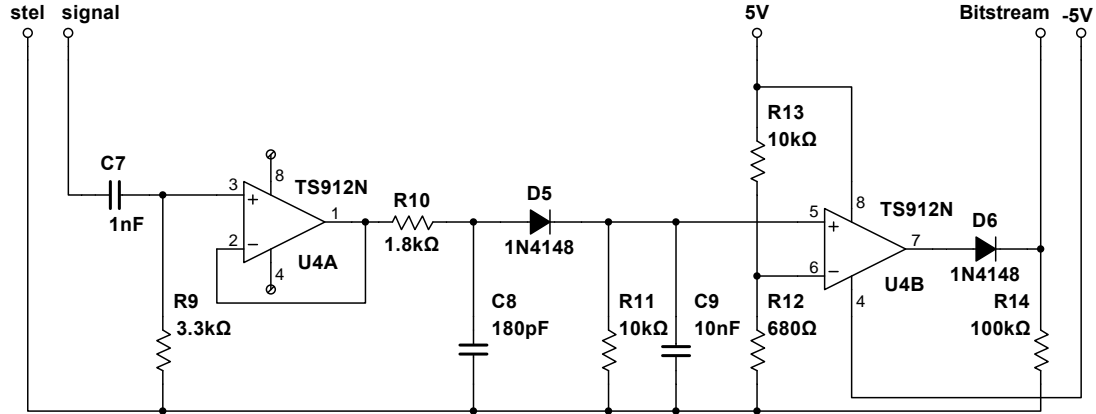 stel signal 5V Bitstream -5V
C7
1nF
R9
3.3kΩ
3
2
+
−
8
4
1
TS912N
U4A
R10
1.8kΩ
C8
180pF
D5
1N4148
R11
10kΩ
C9
10nF
R13
10kΩ
R12
680Ω
5
6
+
−
8
4
7
TS912N
U4B
D6
1N4148
R14
100kΩ